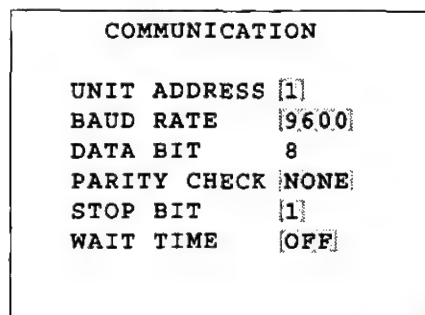 COMMUNICATION
UNIT ADDRESS 1
BAUD RATE 9600
DATA BIT 8
PARITY CHECK NONE
STOP BIT 1
WAIT TIME OFF